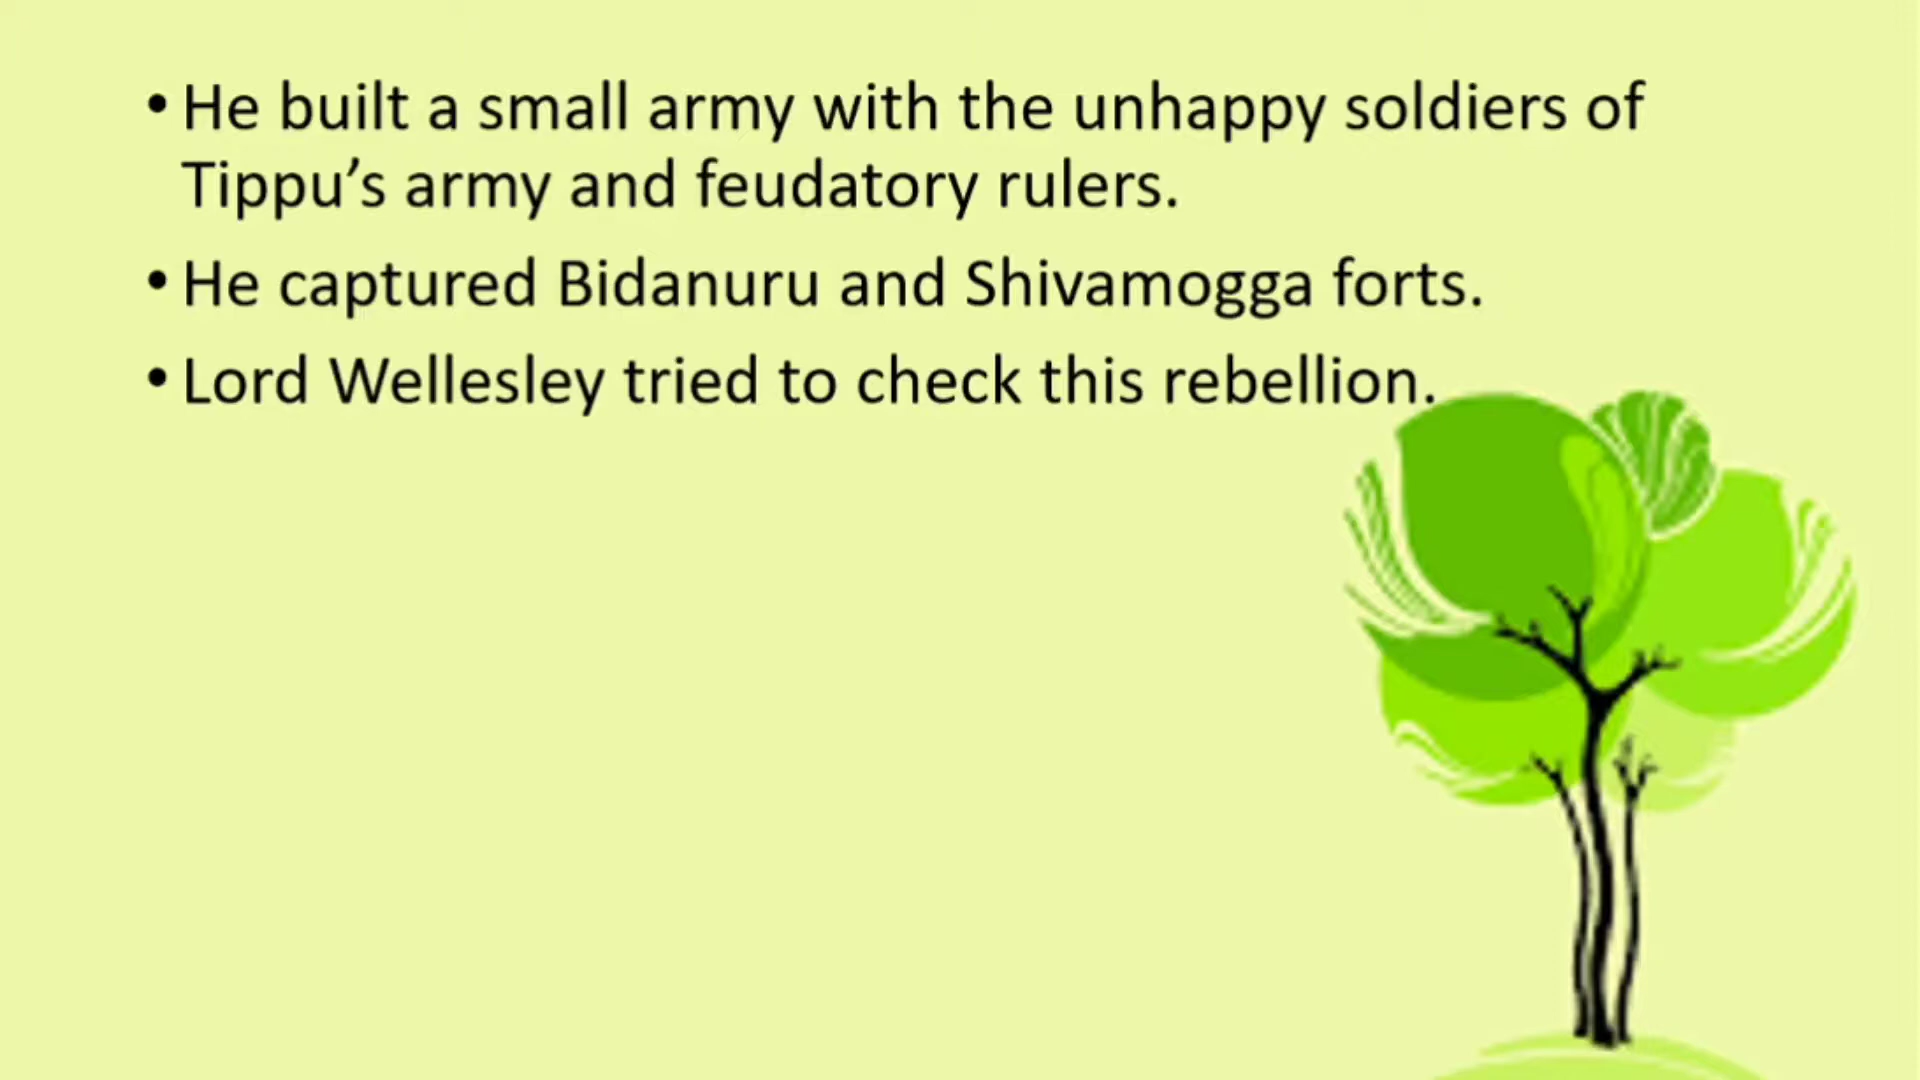 • He built a small army with the unhappy soldiers of
Tippu’s army and feudatory rulers.
• He captured Bidanuru and Shivamogga forts.
• Lord Wellesley tried to check this rebellion.